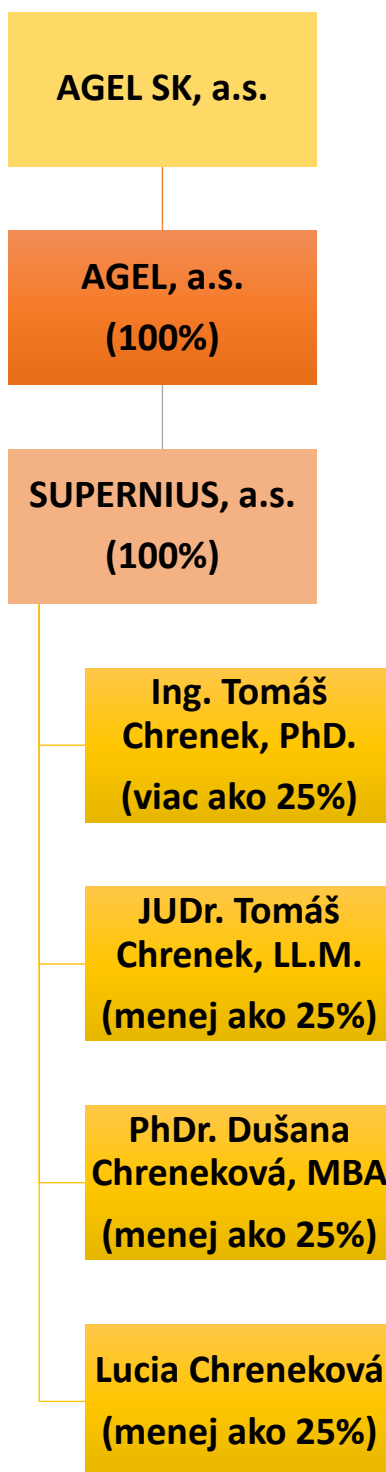 AGEL SK, a.s.
AGEL, a.s.
(100%)
SUPERNIUS, a.s.
(100%)
Ing. Tomáš
Chrenek, PhD.
(viac ako 25%)
JUDr. Tomáš
Chrenek, LL.M.
(menej ako 25%)
PhDr. Dušana
Chreneková, MBA
(menej ako 25%)
Lucia Chreneková
(menej ako 25%)